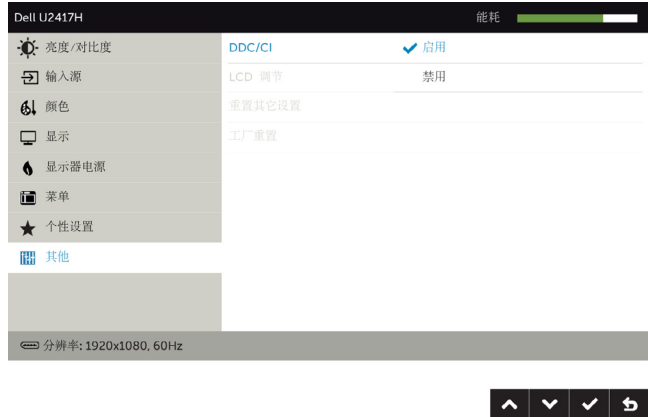 Dell U2417H 能耗
亮度/对比度 DDC/CI 启用
输入源 LCD 调节 禁用
颜色 重置其它设置
显示 工厂重置
显示器电源
菜单
个性设置
其他
分辨率: 1920x1080, 60Hz